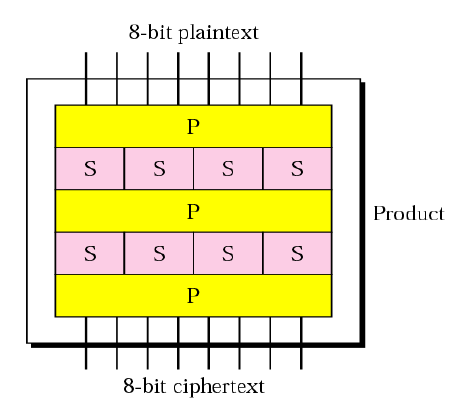 8-bit plaintext
P
S S S S
P
Product
S S S S
P
8-bit ciphertext